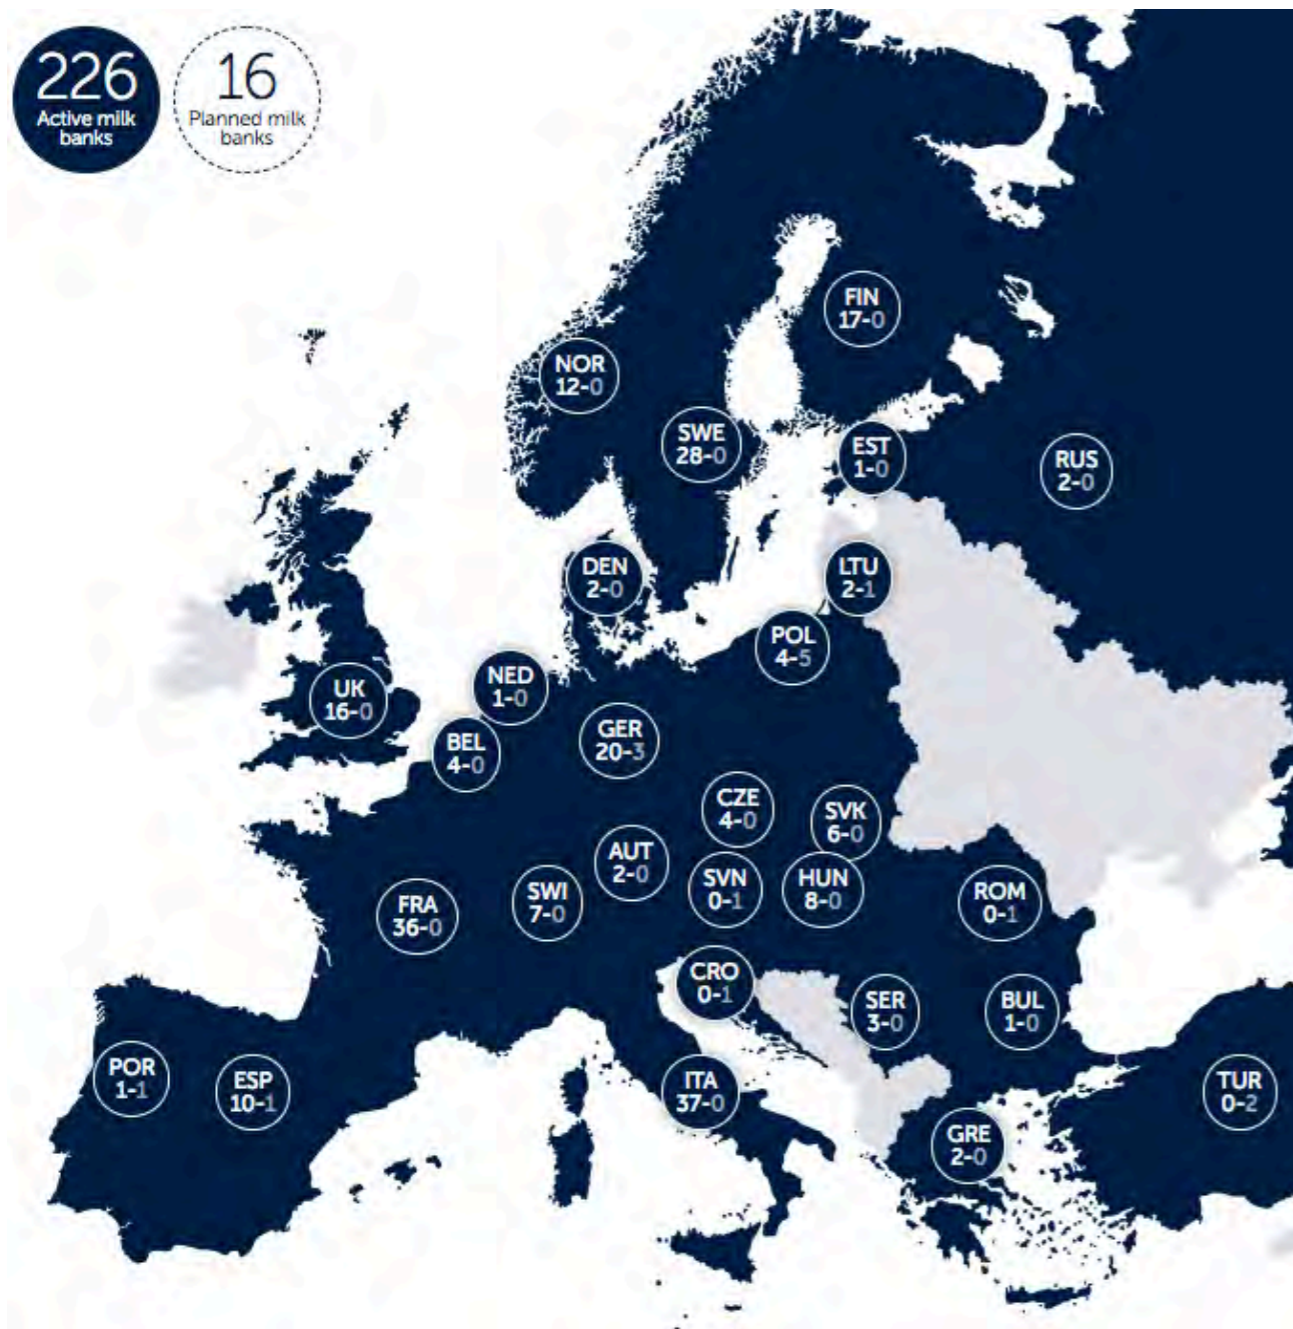 226
Active milk
banks
16
Planned milk
banks
FIN
17-0
NOR
12-0
SWE
28-0
EST
1-0
RUS
2-0
DEN
2-0
LTU
2-1
POL
4-5
NED
1-0
UK
16-0
BEL
4-0
GER
20-3
CZE
4-0
SVK
6-0
AUT
2-0
SVN
0-1
HUN
8-0
SWI
7-0
FRA
36-0
ROM
0-1
CRO
0-1
SER
3-0
BUL
1-0
POR
1-1
ESP
10-1
ITA
37-0
TUR
0-2
GRE
2-0